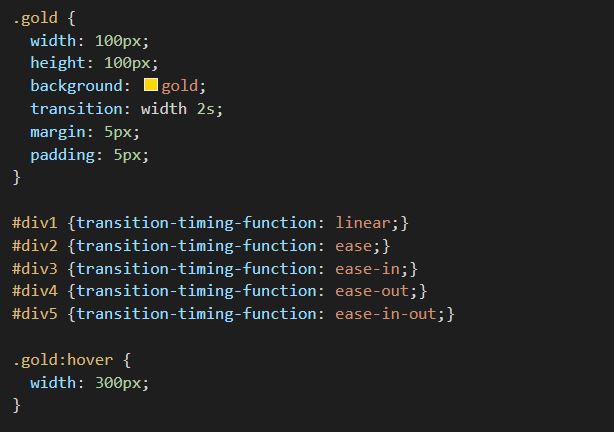 .gold {
  width: 100px;
  height: 100px;
  background: gold;
  transition: width 2s;
  margin: 5px;
  padding: 5px;
}

#div1 {transition-timing-function: linear;}
#div2 {transition-timing-function: ease;}
#div3 {transition-timing-function: ease-in;}
#div4 {transition-timing-function: ease-out;}
#div5 {transition-timing-function: ease-in-out;}

.gold:hover {
  width: 300px;
}